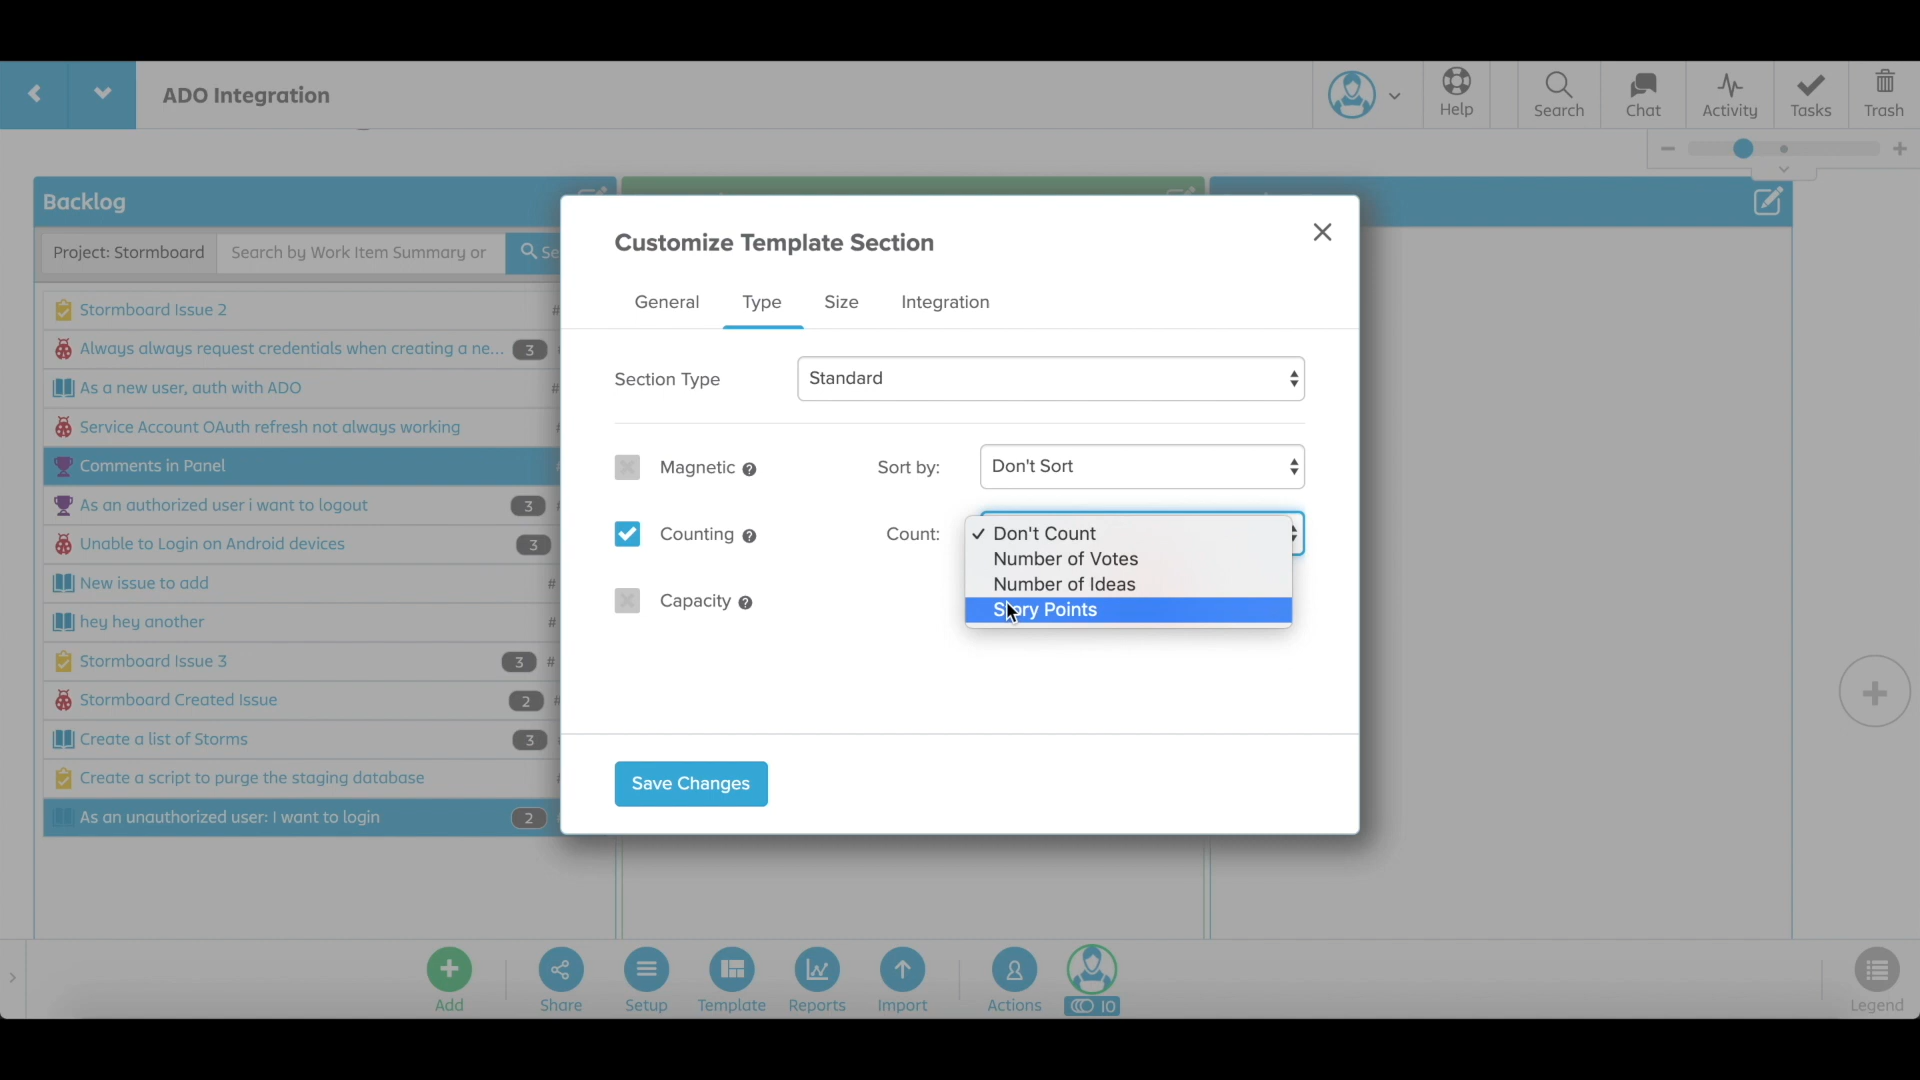 ADO Integration
Help
Search
Chat
Activity
Tasks
Trash
Backlog
Project: Stormboard
Search by Work Item Summary or
Se
Stormboard Issue 2
#
Always always request credentials when creating a ne...
3
As a new user, auth with ADO
#
Service Account OAuth refresh not always working
Comments in Panel
As an authorized user i want to logout
3
Unable to Login on Android devices
3
New issue to add
#
hey hey another
#
Stormboard Issue 3
3
#
Stormboard Created Issue
2
Create a list of Storms
3
Create a script to purge the staging database
As an unauthorized user: I want to login
2
Customize Template Section
General
Type
Size
Integration
Section Type
Standard
Magnetic
Sort by:
Don't Sort
Counting
Count:
Don't Count
Number of Votes
Number of Ideas
Story Points
Capacity
Save Changes
Add
Share
Setup
Template
Reports
Import
Actions
10
Legend